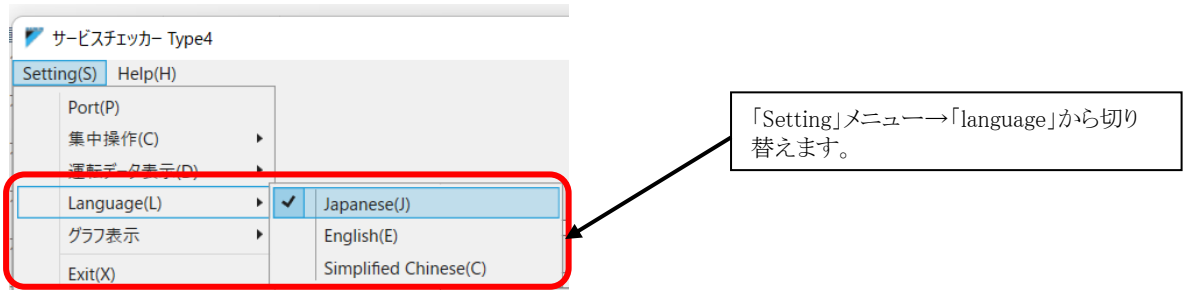 サービスチェッカー Type4
Setting(S) Help(H)
Port(P)
集中操作(C)
運転データ表示(D)
Language(L)
Japanese(J)
グラフ表示
English(E)
Exit(X)
Simplified Chinese(C)
「Setting」メニュー→「language」から切り
替えます。